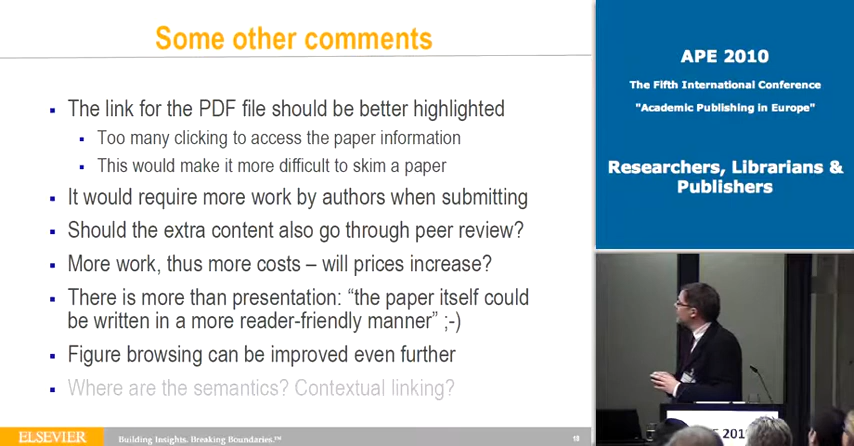 Some other comments
The link for the PDF file should be better highlighted
Too many clicking to access the paper information
This would make it more difficult to skim a paper
It would require more work by authors when submitting
Should the extra content also go through peer review?
More work, thus more costs – will prices increase?
There is more than presentation: “the paper itself could
be written in a more reader-friendly manner” ;-)
Figure browsing can be improved even further
Where are the semantics? Contextual linking?
ELSEVIER
Building Insights. Breaking Boundaries.™
18
APE 2010
The Fifth International Conference
"Academic Publishing in Europe"
Researchers, Librarians &
Publishers